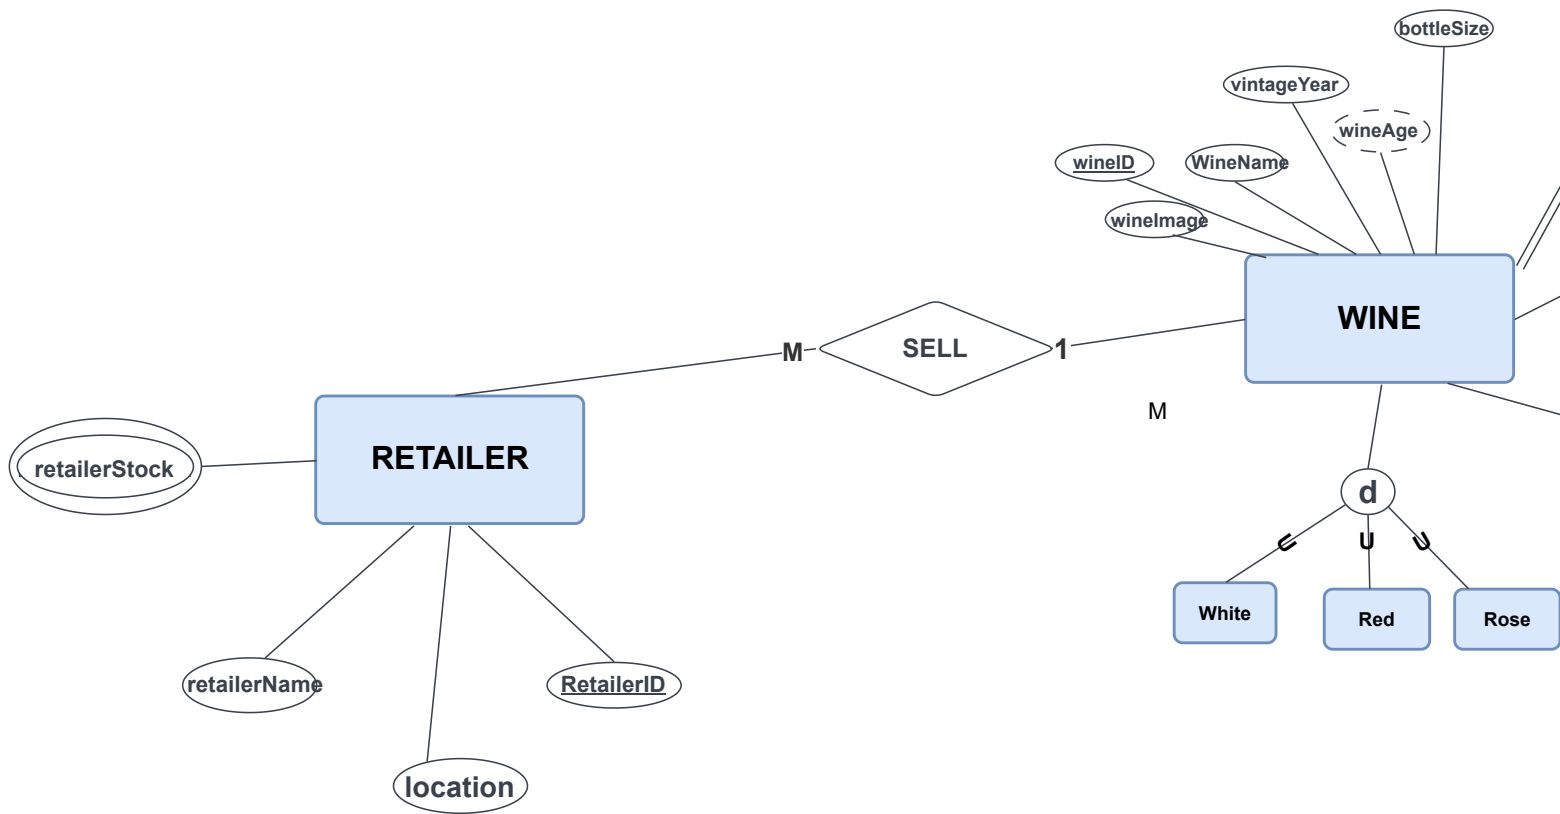 bottleSize
vintageYear
wineAge
wineID
WineName
wineImage
WINE
SELL
M
1
M
RETAILER
retailerStock
d
U
U
U
White
Red
Rose
retailerName
RetailerID
location